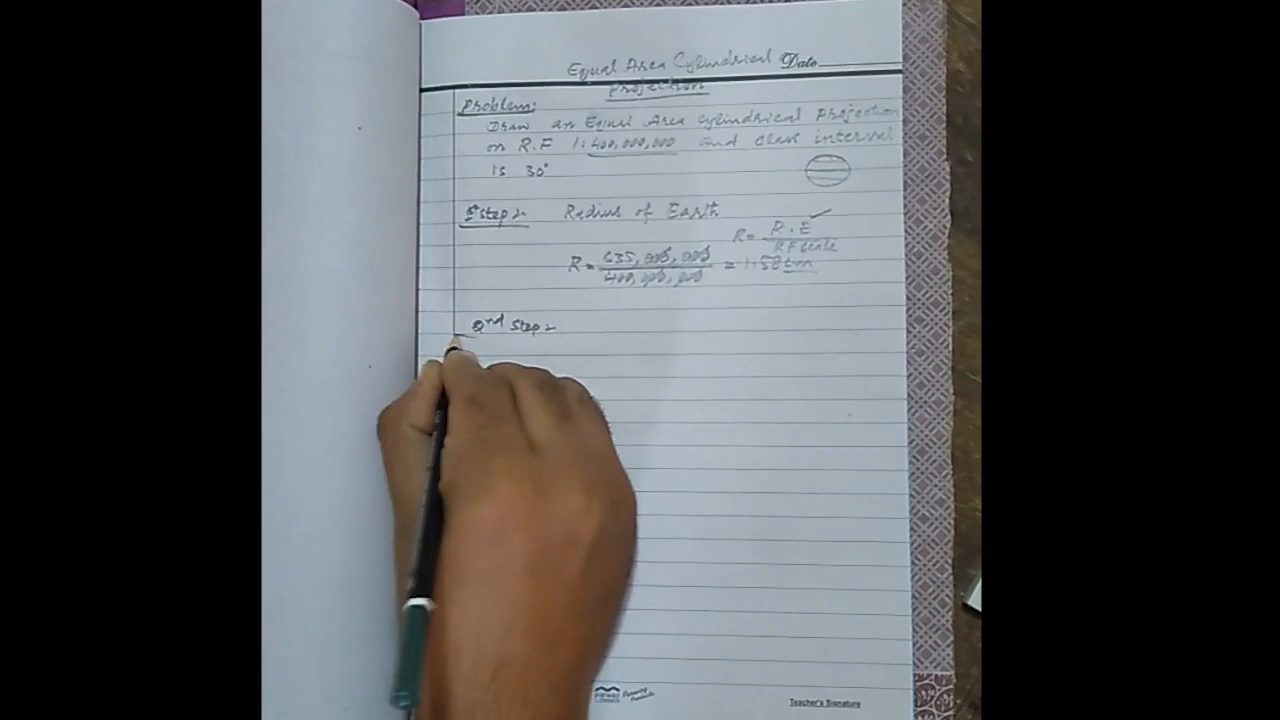 Equal Area Cylindrical Date
Projection
Problem:
Draw an Equal Area Cylindrical Projection
on R.F 1:400,000,000 and class interval
is 30°
1st step:- Radius of Earth
R = R.E / R F scale
R = 635,000,000 / 400,000,000 = 1.58 cm
2nd step:-
Teacher's Signature